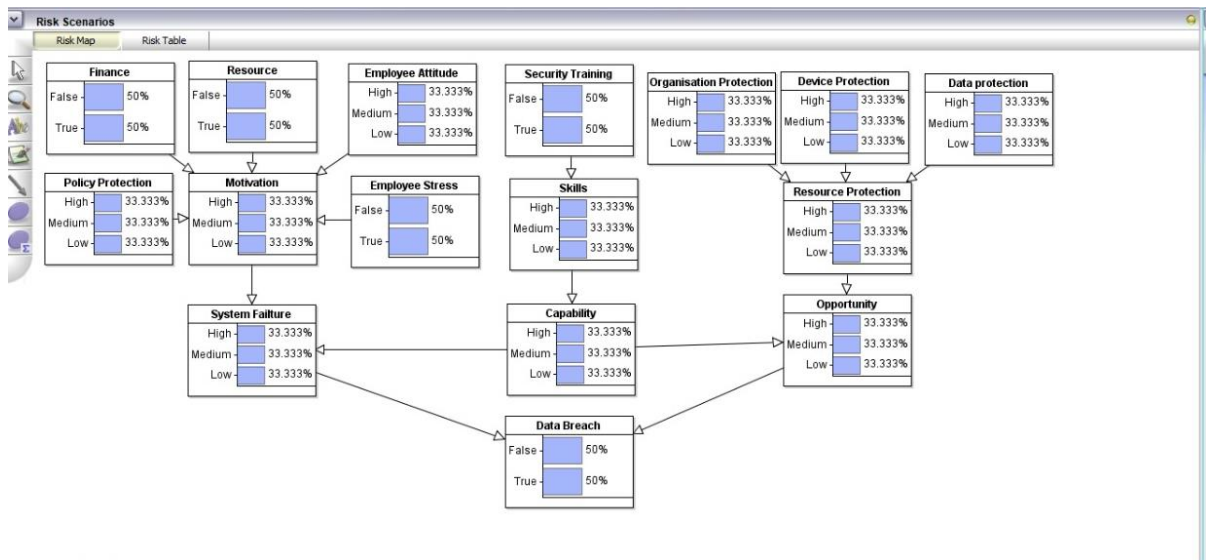 Risk Scenarios
Risk Map Risk Table
Finance
False 50%
True 50%
Resource
False 50%
True 50%
Employee Attitude
High 33.333%
Medium 33.333%
Low 33.333%
Security Training
False 50%
True 50%
Organisation Protection
High 33.333%
Medium 33.333%
Low 33.333%
Device Protection
High 33.333%
Medium 33.333%
Low 33.333%
Data protection
High 33.333%
Medium 33.333%
Low 33.333%
Policy Protection
High 33.333%
Medium 33.333%
Low 33.333%
Motivation
High 33.333%
Medium 33.333%
Low 33.333%
Employee Stress
False 50%
True 50%
Skills
High 33.333%
Medium 33.333%
Low 33.333%
Resource Protection
High 33.333%
Medium 33.333%
Low 33.333%
System Failture
High 33.333%
Medium 33.333%
Low 33.333%
Capability
High 33.333%
Medium 33.333%
Low 33.333%
Opportunity
High 33.333%
Medium 33.333%
Low 33.333%
Data Breach
False 50%
True 50%